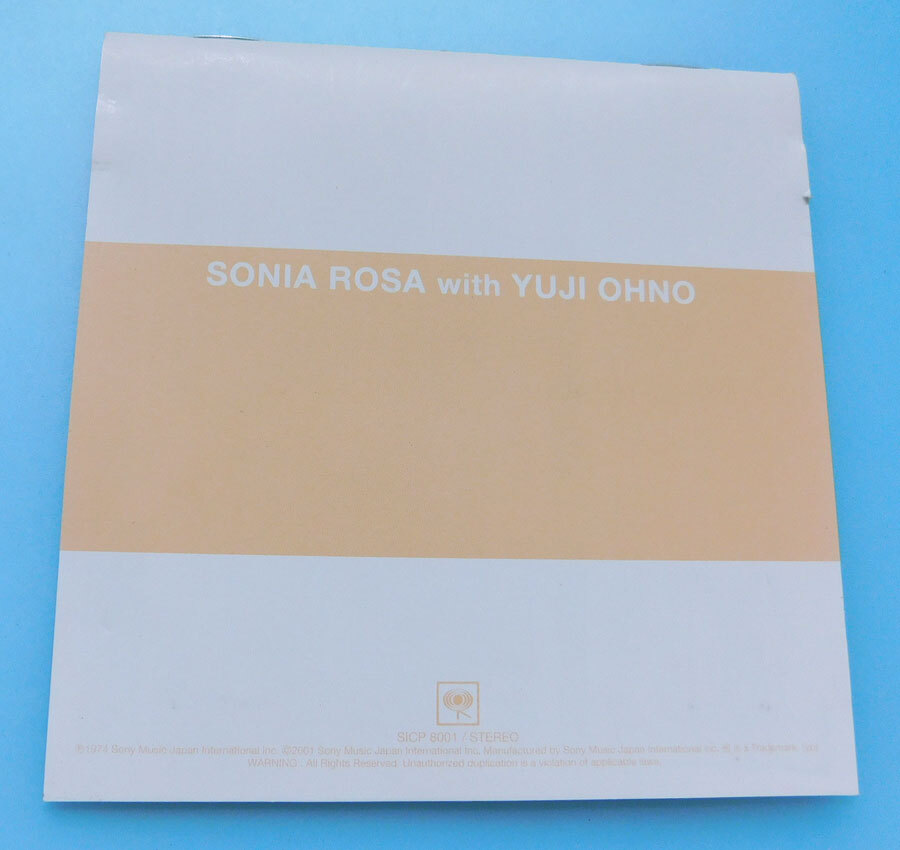 SONIA ROSA with YUJI OHNO
SICP 8001 / STEREO
℗1974 Sony Music Japan International Inc. ©2001 Sony Music Japan International Inc. Manufactured by Sony Music Japan International Inc. is a Trademark
WARNING : All Rights Reserved. Unauthorized duplication is a violation of applicable laws.